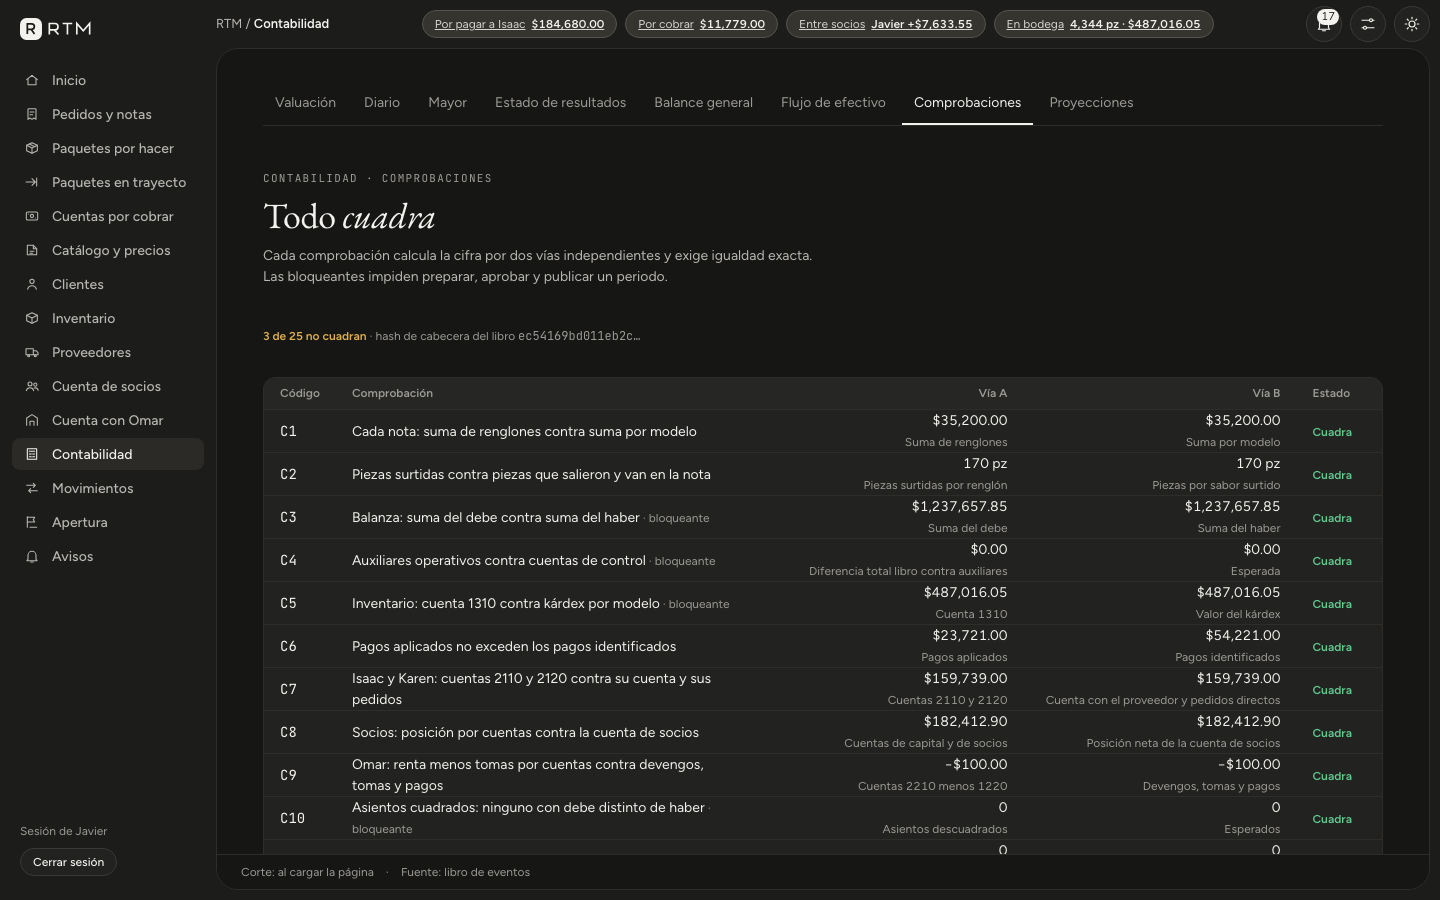 R RTM
RTM / Contabilidad
Por pagar a Isaac $184,680.00
Por cobrar $11,779.00
Entre socios Javier +$7,633.55
En bodega 4,344 pz · $487,016.05
17
Inicio
Pedidos y notas
Paquetes por hacer
Paquetes en trayecto
Cuentas por cobrar
Catálogo y precios
Clientes
Inventario
Proveedores
Cuenta de socios
Cuenta con Omar
Contabilidad
Movimientos
Apertura
Avisos
Sesión de Javier
Cerrar sesión
Valuación Diario Mayor Estado de resultados Balance general Flujo de efectivo Comprobaciones Proyecciones
CONTABILIDAD · COMPROBACIONES
Todo cuadra
Cada comprobación calcula la cifra por dos vías independientes y exige igualdad exacta.
Las bloqueantes impiden preparar, aprobar y publicar un periodo.
3 de 25 no cuadran · hash de cabecera del libro ec54169bd011eb2c…
Código Comprobación Vía A Vía B Estado
C1 Cada nota: suma de renglones contra suma por modelo $35,200.00 $35,200.00 Cuadra
Suma de renglones Suma por modelo
C2 Piezas surtidas contra piezas que salieron y van en la nota 170 pz 170 pz Cuadra
Piezas surtidas por renglón Piezas por sabor surtido
C3 Balanza: suma del debe contra suma del haber · bloqueante $1,237,657.85 $1,237,657.85 Cuadra
Suma del debe Suma del haber
C4 Auxiliares operativos contra cuentas de control · bloqueante $0.00 $0.00 Cuadra
Diferencia total libro contra auxiliares Esperada
C5 Inventario: cuenta 1310 contra kárdex por modelo · bloqueante $487,016.05 $487,016.05 Cuadra
Cuenta 1310 Valor del kárdex
C6 Pagos aplicados no exceden los pagos identificados $23,721.00 $54,221.00 Cuadra
Pagos aplicados Pagos identificados
C7 Isaac y Karen: cuentas 2110 y 2120 contra su cuenta y sus $159,739.00 $159,739.00 Cuadra
pedidos Cuentas 2110 y 2120 Cuenta con el proveedor y pedidos directos
C8 Socios: posición por cuentas contra la cuenta de socios $182,412.90 $182,412.90 Cuadra
Cuentas de capital y de socios Posición neta de la cuenta de socios
C9 Omar: renta menos tomas por cuentas contra devengos, −$100.00 −$100.00 Cuadra
tomas y pagos Cuentas 2210 menos 1220 Devengos, tomas y pagos
C10 Asientos cuadrados: ninguno con debe distinto de haber · 0 0 Cuadra
bloqueante Asientos descuadrados Esperados
0 0
Corte: al cargar la página · Fuente: libro de eventos